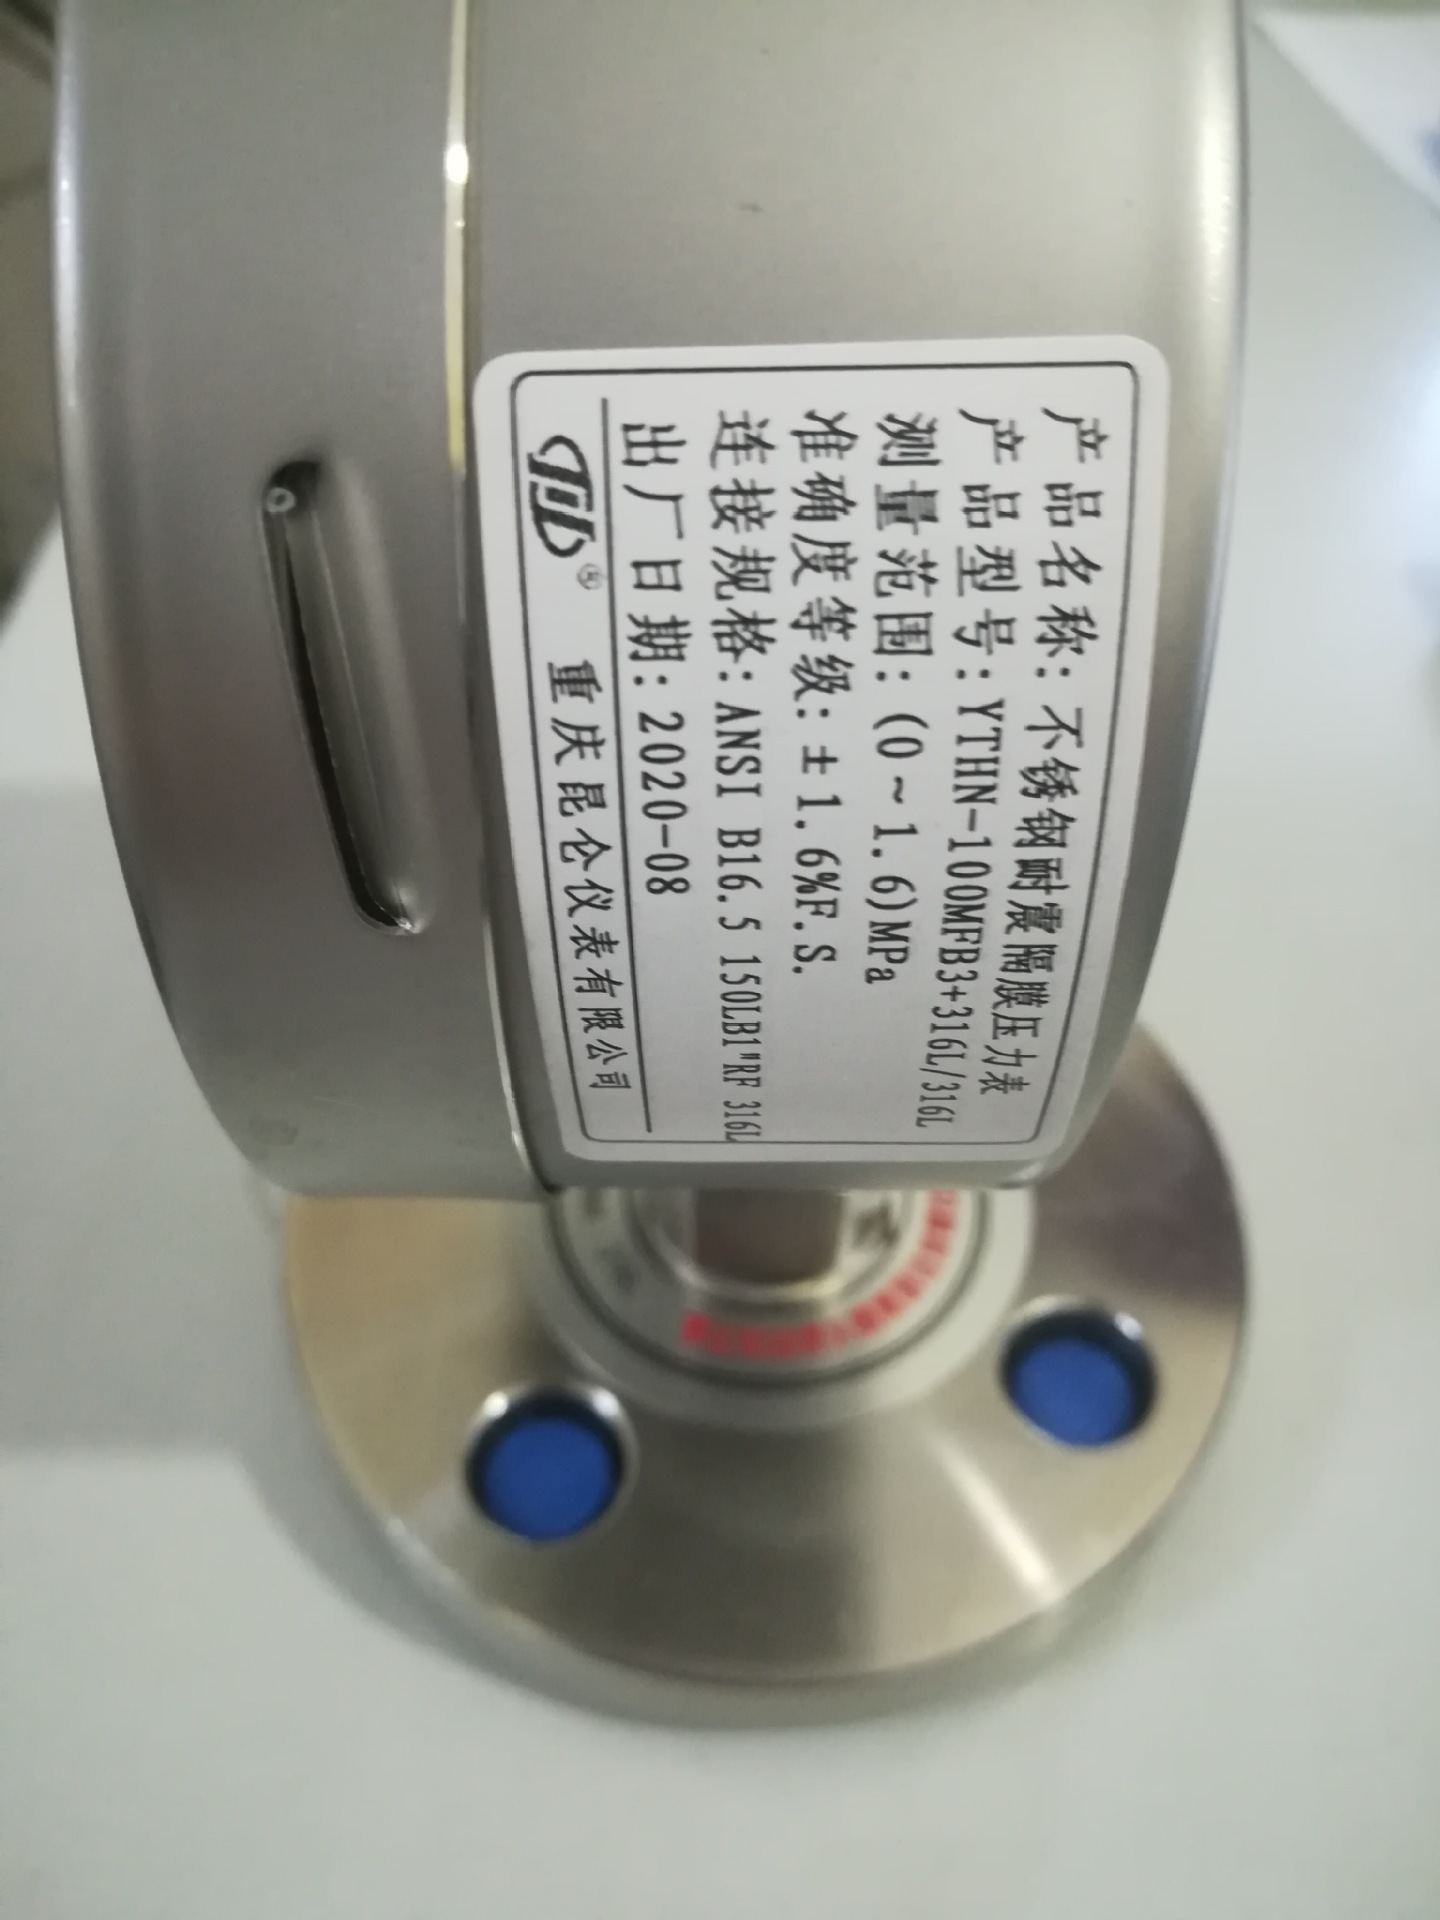 产品名称:不锈钢耐震隔膜压力表
产品型号:YTHN-100MFB3+316L/316L
测量范围:(0~1.6)MPa
准确度等级:±1.6%F.S.
连接规格:ANSI B16.5 150LB1"RF 316L
出厂日期:2020-08
重庆昆仑仪表有限公司